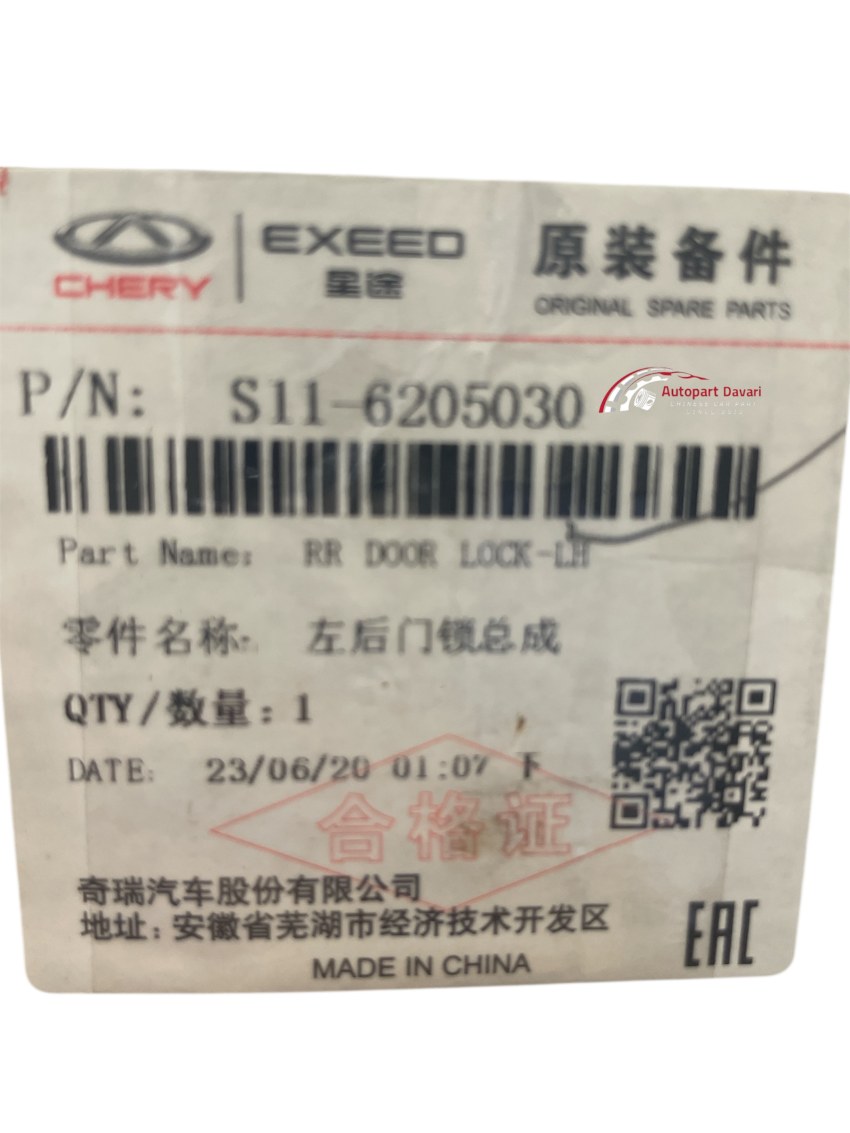 CHERY
EXEED
星途
原装备件
ORIGINAL SPARE PARTS
P/N: S11-6205030
Autopart Davari
Part Name: RR DOOR LOCK-LH
零件名称: 左后门锁总成
QTY/数量: 1
DATE: 23/06/20 01:07 下
合格证
奇瑞汽车股份有限公司
地址: 安徽省芜湖市经济技术开发区
EAC
MADE IN CHINA